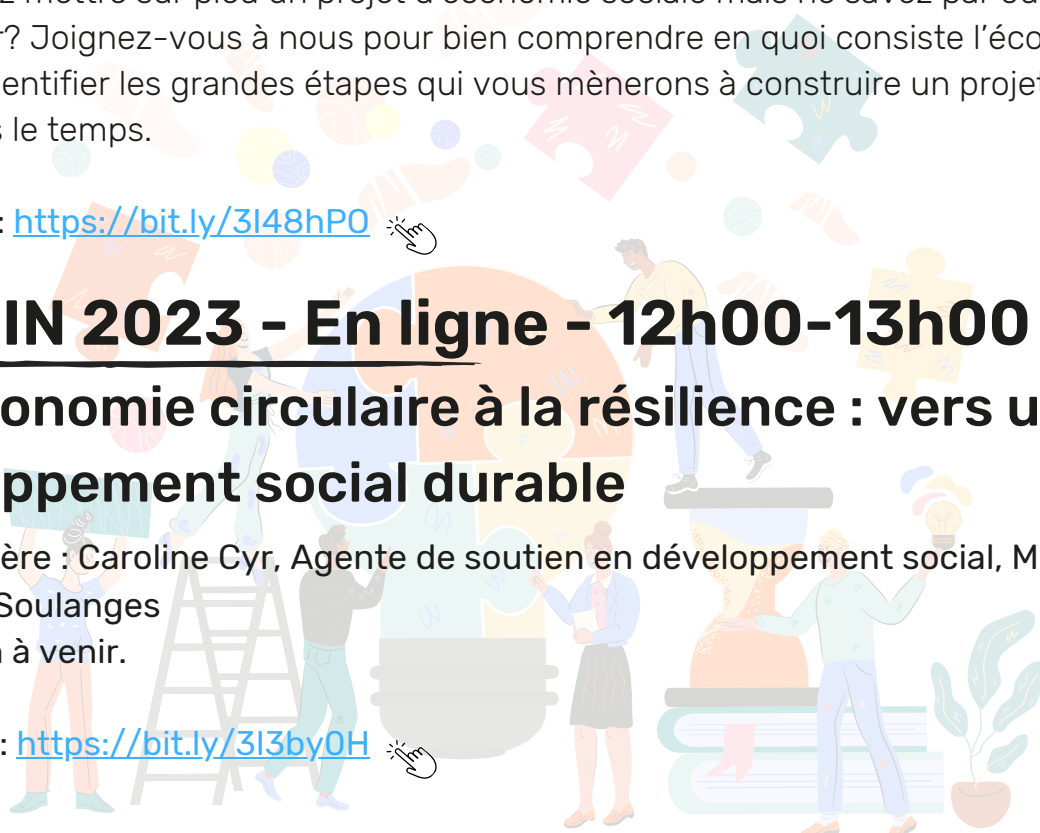 r? Joignez-vous à nous pour bien comprendre en quoi consiste l'éco
entifier les grandes étapes qui vous mènerons à construire un projet
s le temps.
: https://bit.ly/3I48hPO
IN 2023 - En ligne - 12h00-13h00
onomie circulaire à la résilience : vers u
ppement social durable
ère : Caroline Cyr, Agente de soutien en développement social, M
Soulanges
à venir.
: https://bit.ly/3I3by0H